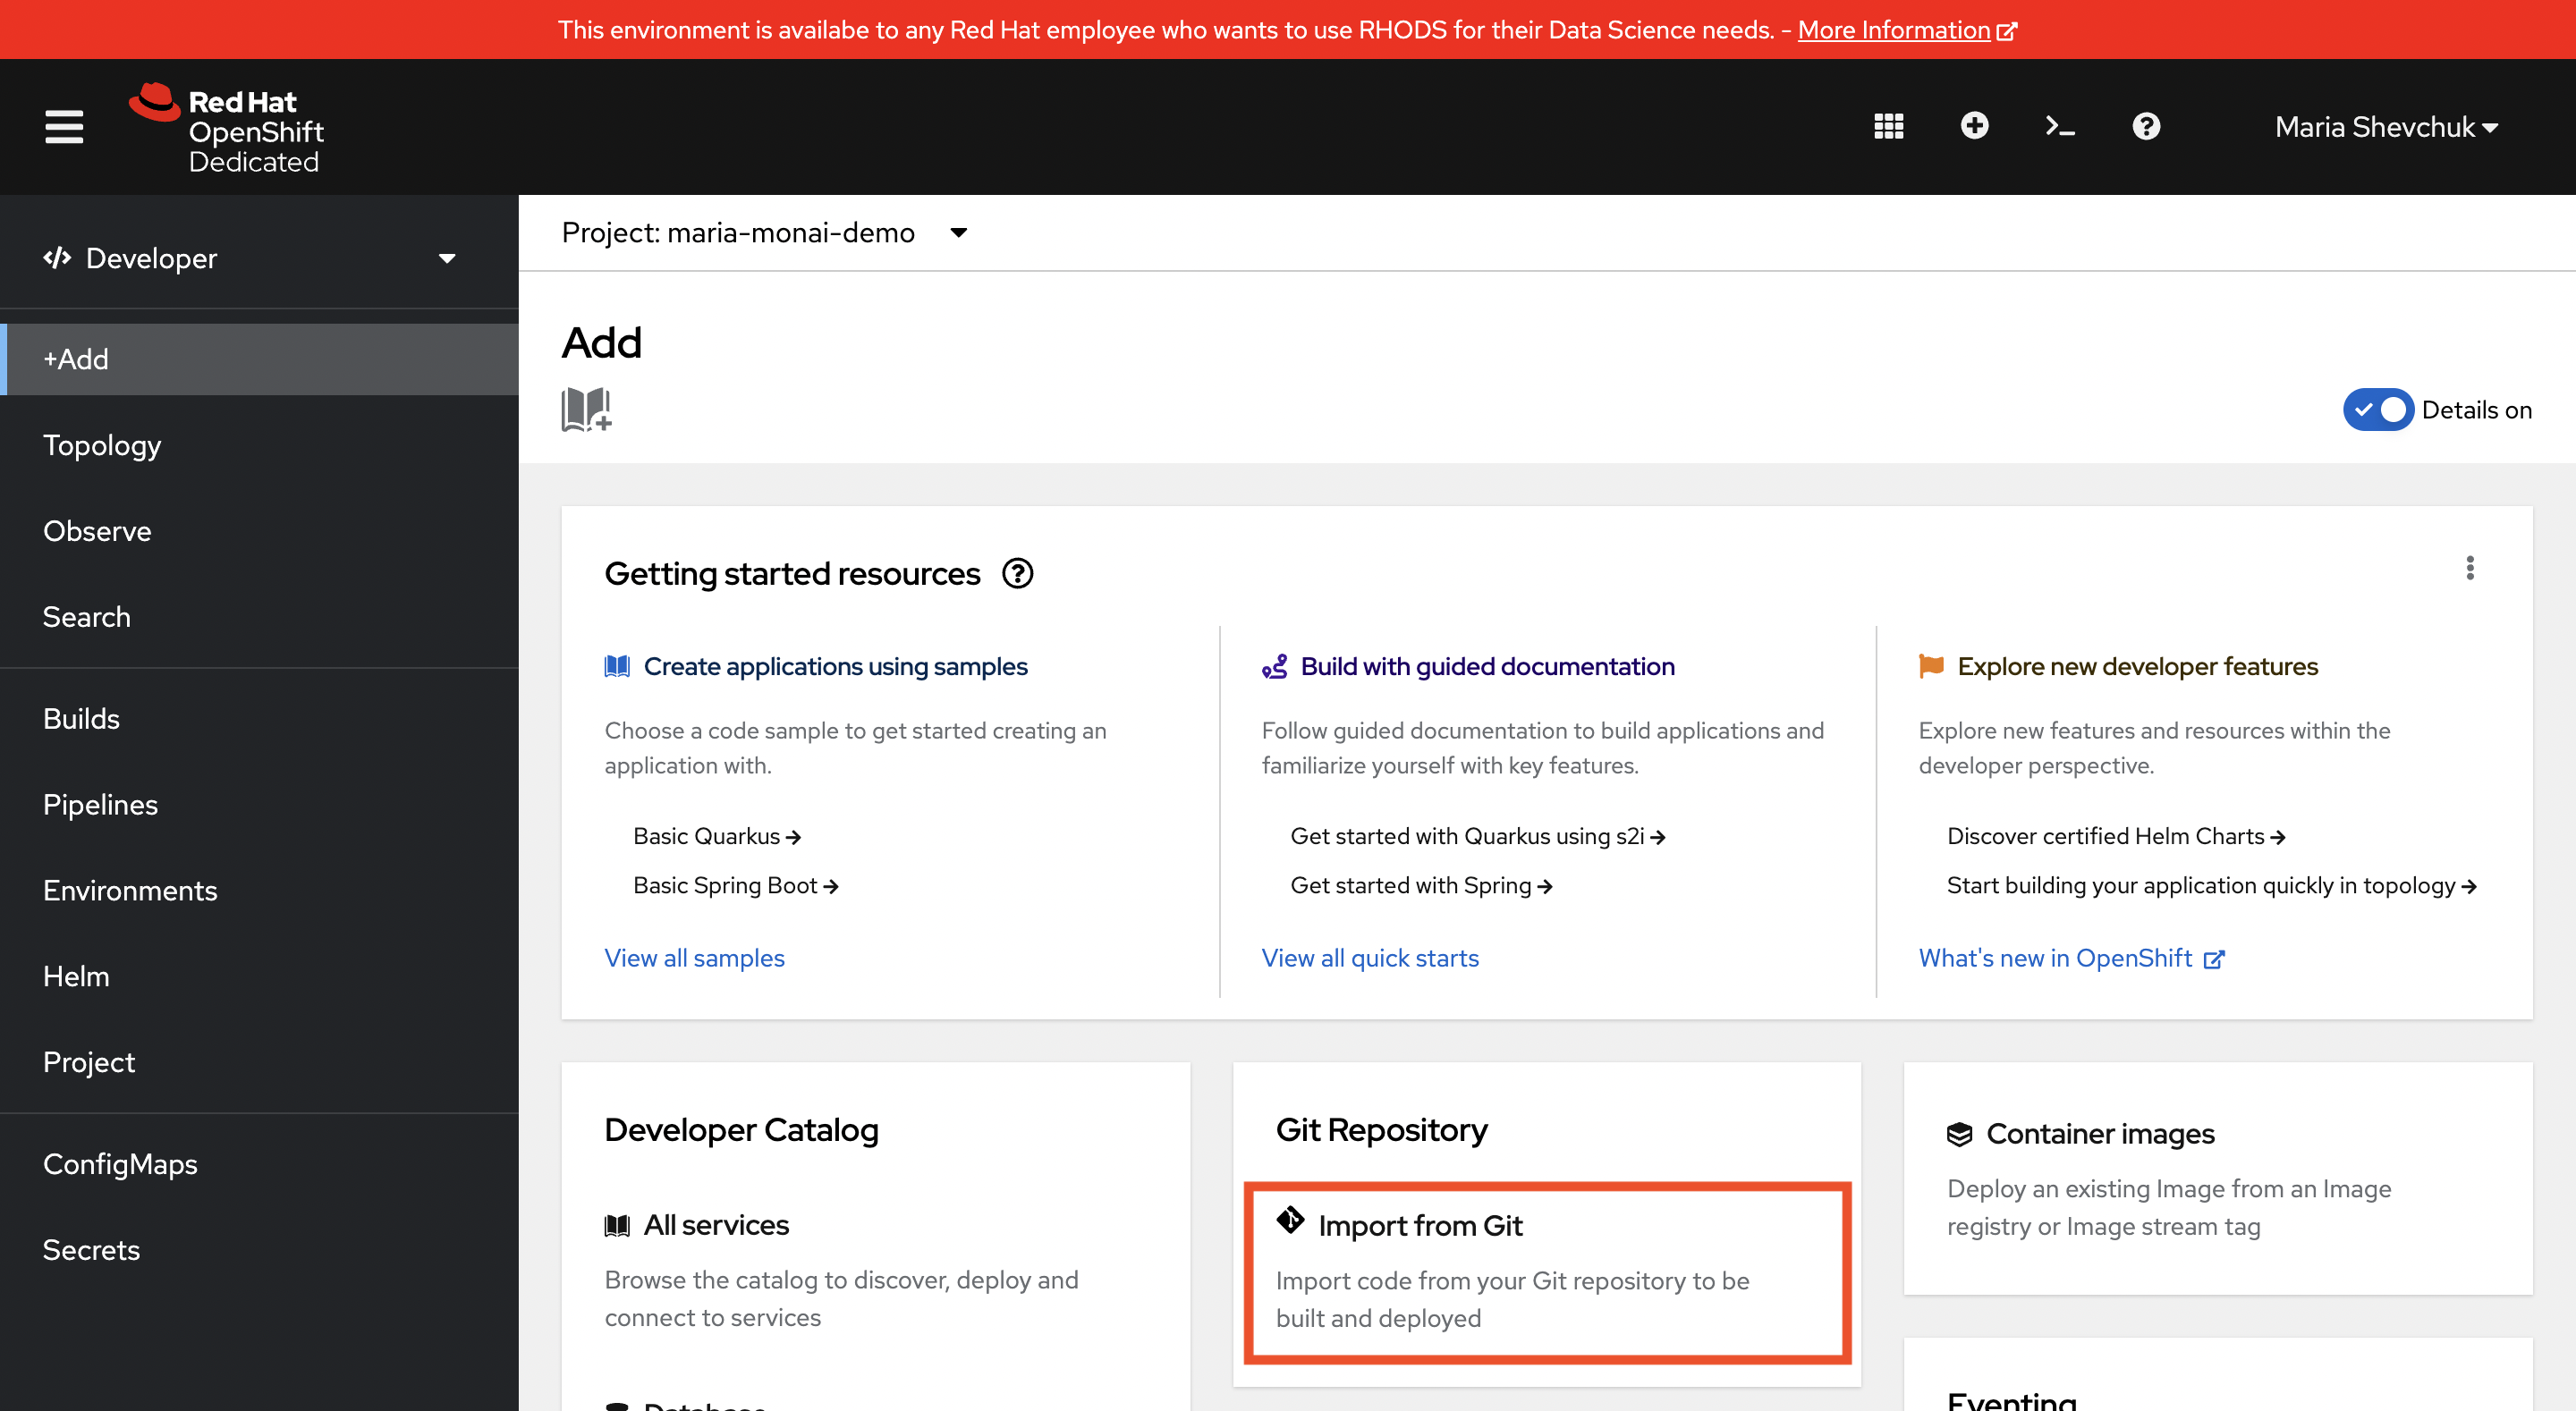 This environment is availabe to any Red Hat employee who wants to use RHODS for their Data Science needs. - More Information
Red Hat
OpenShift
Dedicated
Maria Shevchuk
Developer
+Add
Topology
Observe
Search
Builds
Pipelines
Environments
Helm
Project
ConfigMaps
Secrets
Project: maria-monai-demo
Add
Details on
Getting started resources
Create applications using samples
Choose a code sample to get started creating an
application with.
Basic Quarkus
Basic Spring Boot
View all samples
Build with guided documentation
Follow guided documentation to build applications and
familiarize yourself with key features.
Get started with Quarkus using s2i
Get started with Spring
View all quick starts
Explore new developer features
Explore new features and resources within the
developer perspective.
Discover certified Helm Charts
Start building your application quickly in topology
What's new in OpenShift
Developer Catalog
All services
Browse the catalog to discover, deploy and
connect to services
Database
Git Repository
Import from Git
Import code from your Git repository to be
built and deployed
Container images
Deploy an existing Image from an Image
registry or Image stream tag
Eventing